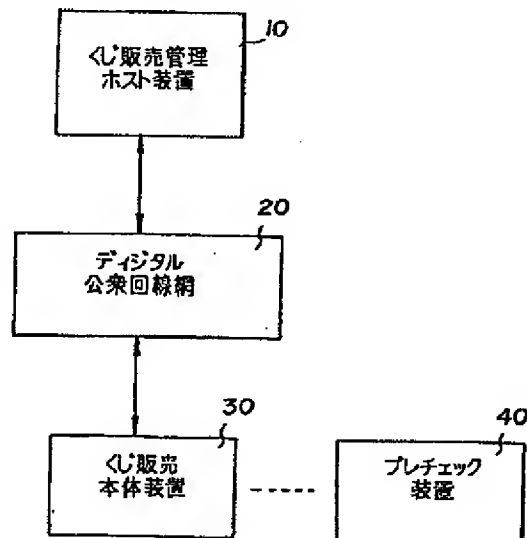 10
くじ販売管理
ホスト装置
20
ディジタル
公衆回線網
30
くじ販売
本体装置
40
プレチェック
装置